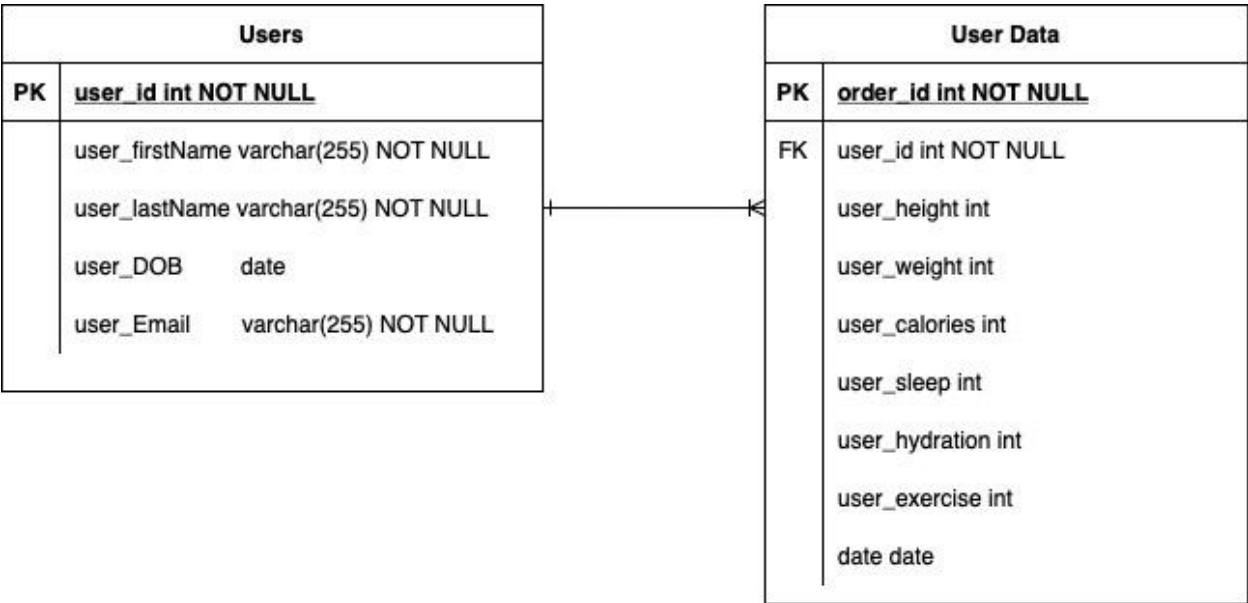 Users
PK user_id int NOT NULL
user_firstName varchar(255) NOT NULL
user_lastName varchar(255) NOT NULL
user_DOB date
user_Email varchar(255) NOT NULL
User Data
PK order_id int NOT NULL
FK user_id int NOT NULL
user_height int
user_weight int
user_calories int
user_sleep int
user_hydration int
user_exercise int
date date